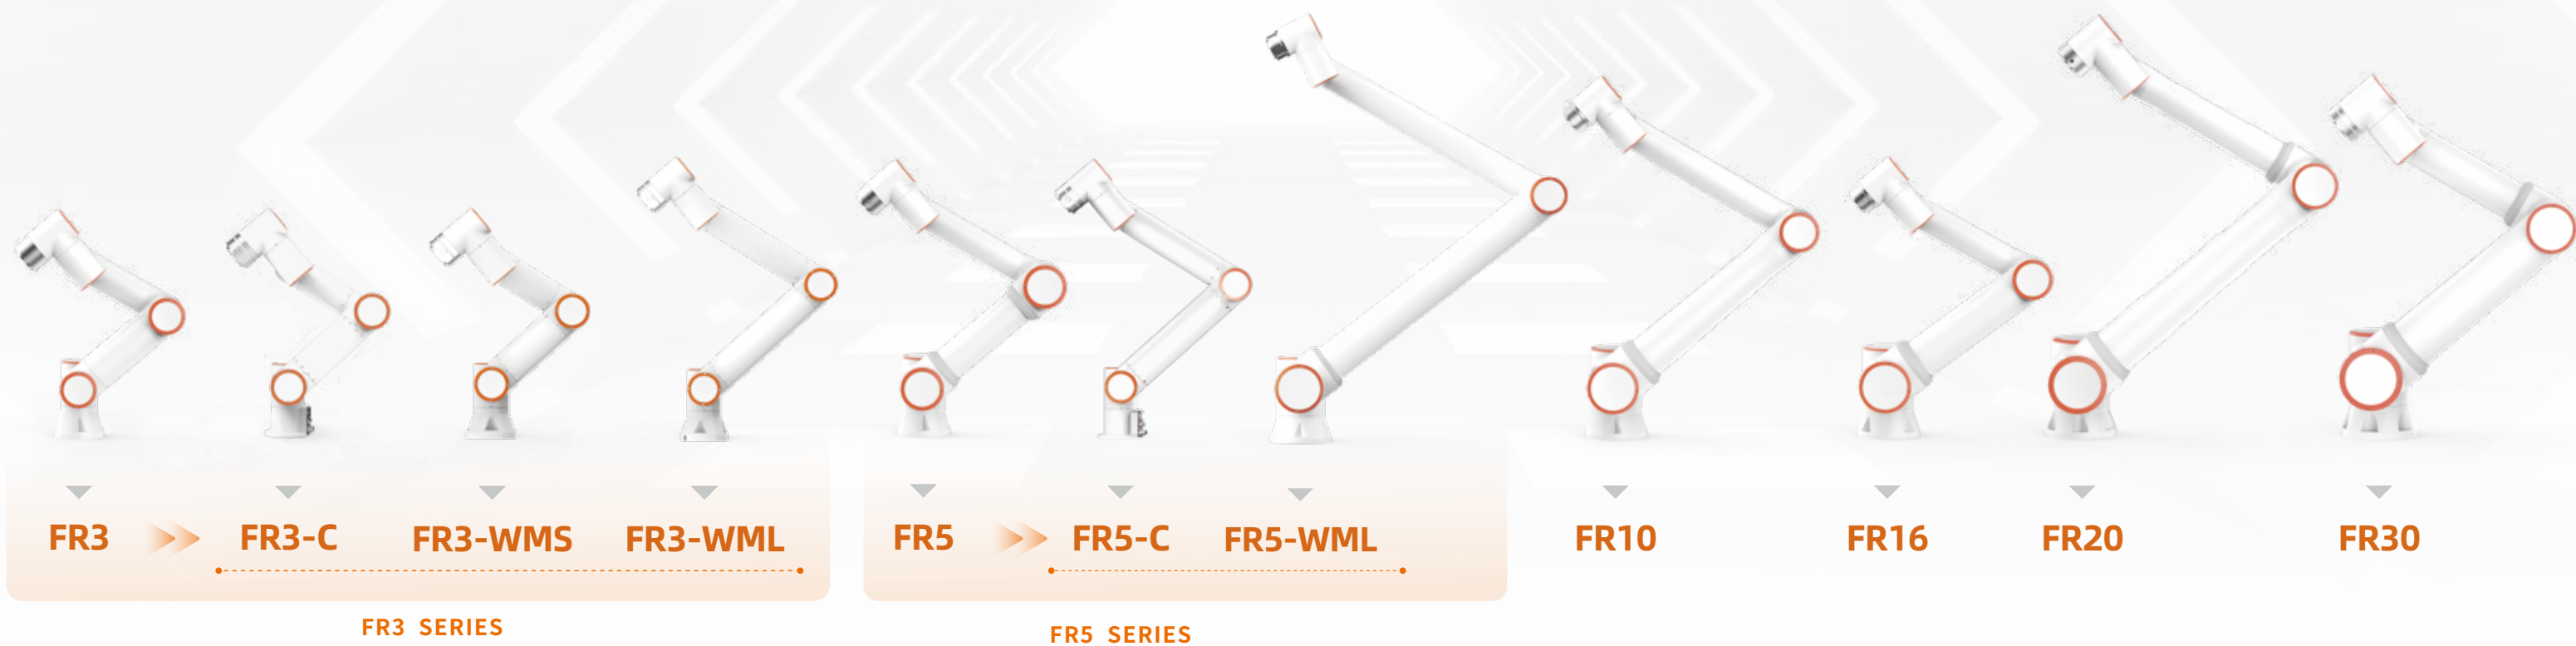 FR3
FR3-C
FR3-WMS
FR3-WML
FR5
FR5-C
FR5-WML
FR10
FR16
FR20
FR30
FR3 SERIES
FR5 SERIES